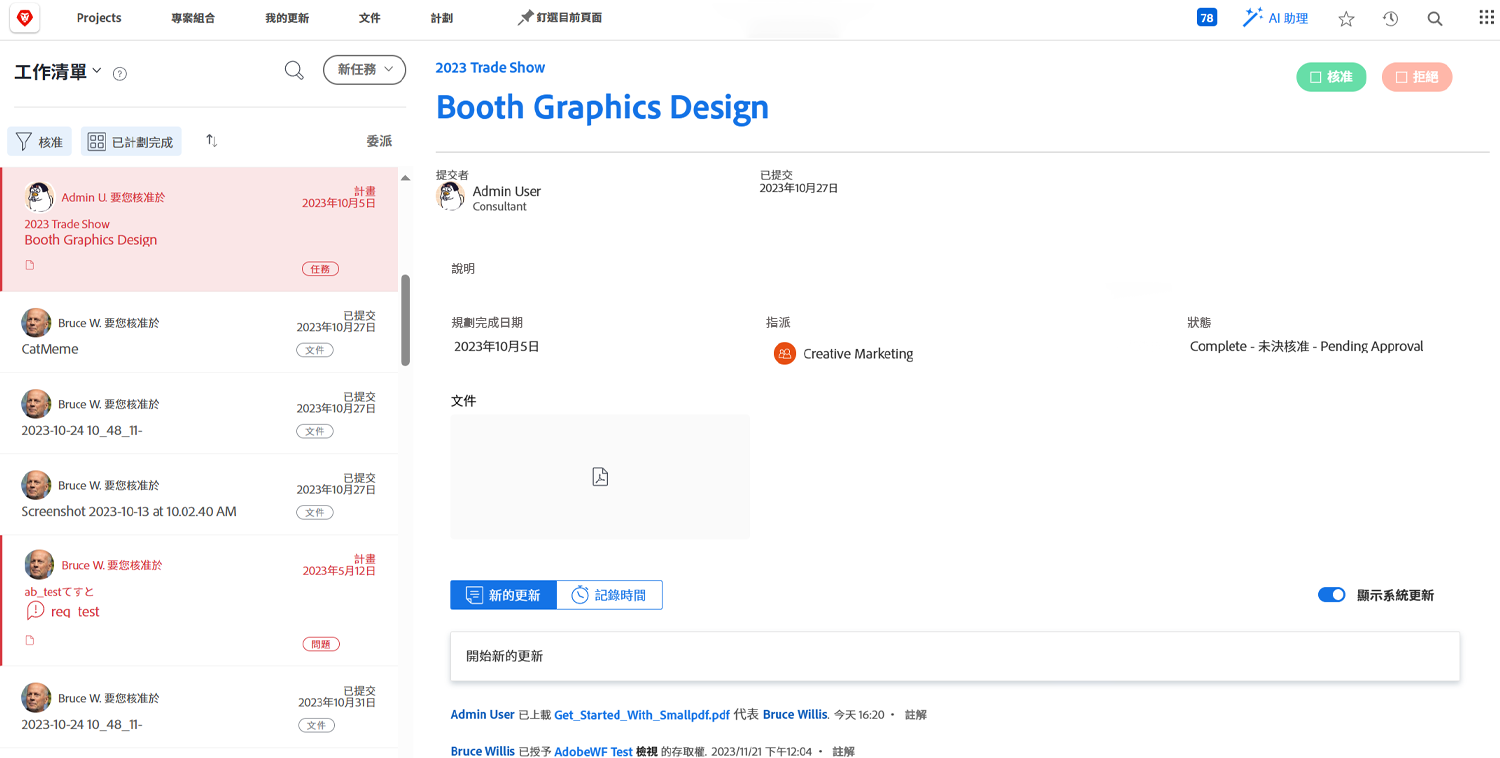 Projects 專案組合 我的更新 文件 計劃 釘選目前頁面 78 AI 助理
工作清單 ? 新任務
核准 已計劃完成 委派
Admin U. 要您核准於 計畫
2023年10月5日
2023 Trade Show
Booth Graphics Design
任務
Bruce W. 要您核准於 已提交
2023年10月27日
CatMeme
文件
Bruce W. 要您核准於 已提交
2023年10月27日
2023-10-24 10_48_11-
文件
Bruce W. 要您核准於 已提交
2023年10月27日
Screenshot 2023-10-13 at 10.02.40 AM
文件
Bruce W. 要您核准於 計畫
2023年5月12日
ab_testてすと
req test
問題
Bruce W. 要您核准於 已提交
2023年10月31日
2023-10-24 10_48_11-
文件
2023 Trade Show
Booth Graphics Design
核准 拒絕
提交者 已提交
Admin User 2023年10月27日
Consultant
說明
規劃完成日期 指派 狀態
2023年10月5日 Creative Marketing Complete - 未決核准 - Pending Approval
文件
新的更新 記錄時間 顯示系統更新
開始新的更新
Admin User 已上載 Get_Started_With_Smallpdf.pdf 代表 Bruce Willis. 今天 16:20 • 註解
Bruce Willis 已授予 AdobeWF Test 檢視 的存取權. 2023/11/21 下午12:04 • 註解